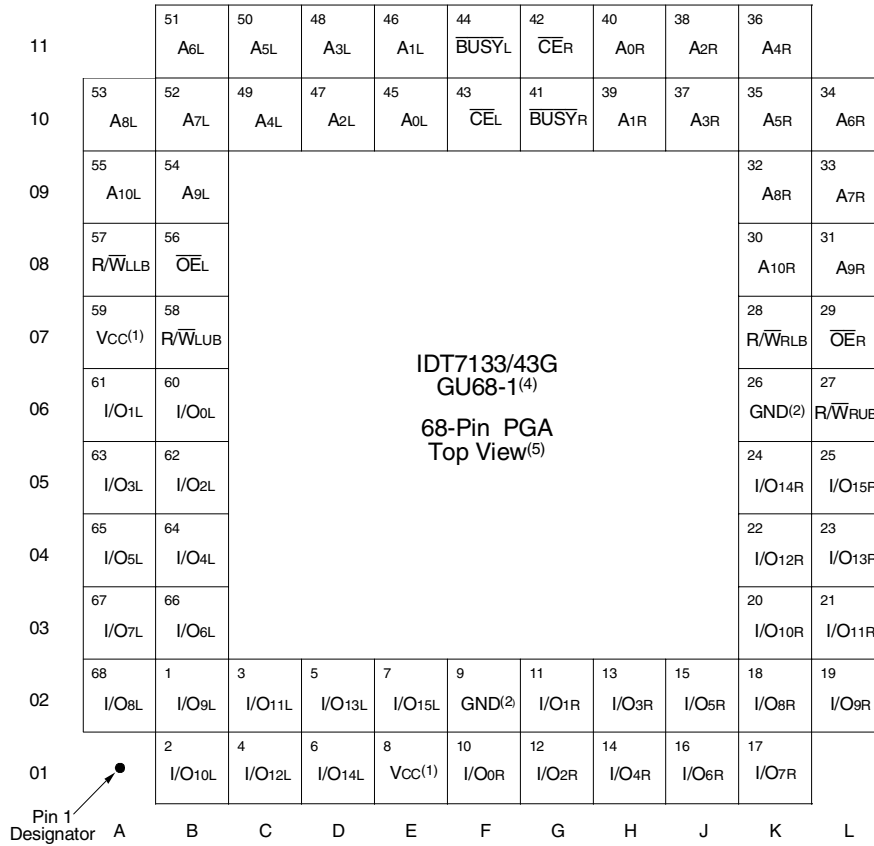 51 50 48 46 44 42 40 38 36
11 A6L A5L A3L A1L BUSYL CER A0R A2R A4R
53 52 49 47 45 43 41 39 37 35 34
10 A8L A7L A4L A2L A0L CEL BUSYR A1R A3R A5R A6R
55 54 32 33
09 A10L A9L A8R A7R
57 56 30 31
08 R/WLLB OEL A10R A9R
59 58 28 29
07 VCC(1) R/WLUB R/WRLB OER
IDT7133/43G
GU68-1(4)
61 60 26 27
06 I/O1L I/O0L GND(2) R/WRUB
68-Pin PGA
Top View(5)
63 62 24 25
05 I/O3L I/O2L I/O14R I/O15R
65 64 22 23
04 I/O5L I/O4L I/O12R I/O13R
67 66 20 21
03 I/O7L I/O6L I/O10R I/O11R
68 1 3 5 7 9 11 13 15 18 19
02 I/O8L I/O9L I/O11L I/O13L I/O15L GND(2) I/O1R I/O3R I/O5R I/O8R I/O9R
2 4 6 8 10 12 14 16 17
01 I/O10L I/O12L I/O14L VCC(1) I/O0R I/O2R I/O4R I/O6R I/O7R
Pin 1
Designator
A B C D E F G H J K L